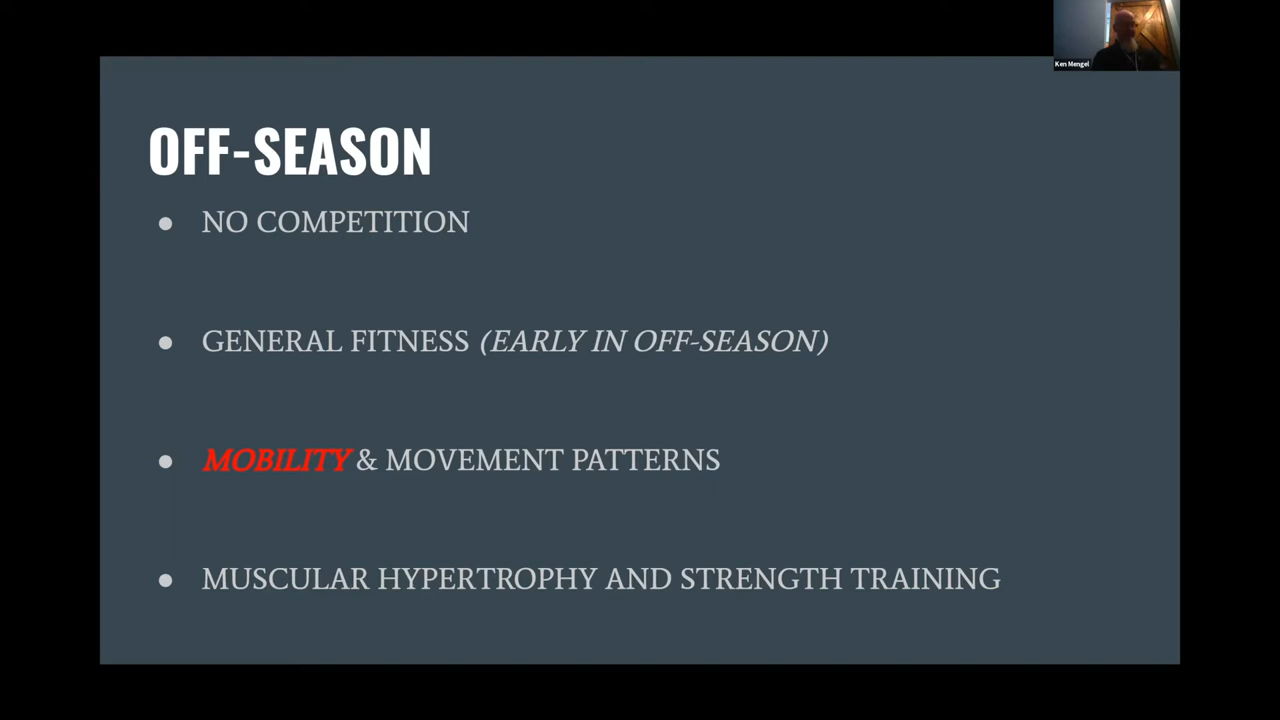 Ken Mengel
OFF-SEASON
● NO COMPETITION
● GENERAL FITNESS (EARLY IN OFF-SEASON)
● MOBILITY & MOVEMENT PATTERNS
● MUSCULAR HYPERTROPHY AND STRENGTH TRAINING